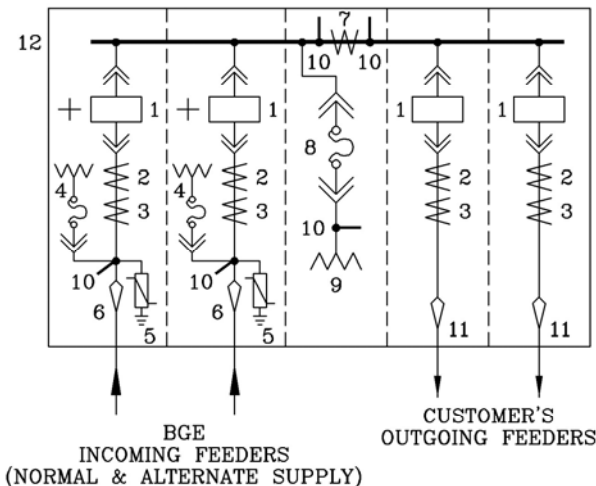 7
12
10 10
1 1 1 1
8
4 2 4 2 2 2
3 3 3 3
10
10 10 9
6 5 6 5 11 11
BGE
INCOMING FEEDERS
(NORMAL & ALTERNATE SUPPLY)
CUSTOMER'S
OUTGOING FEEDERS